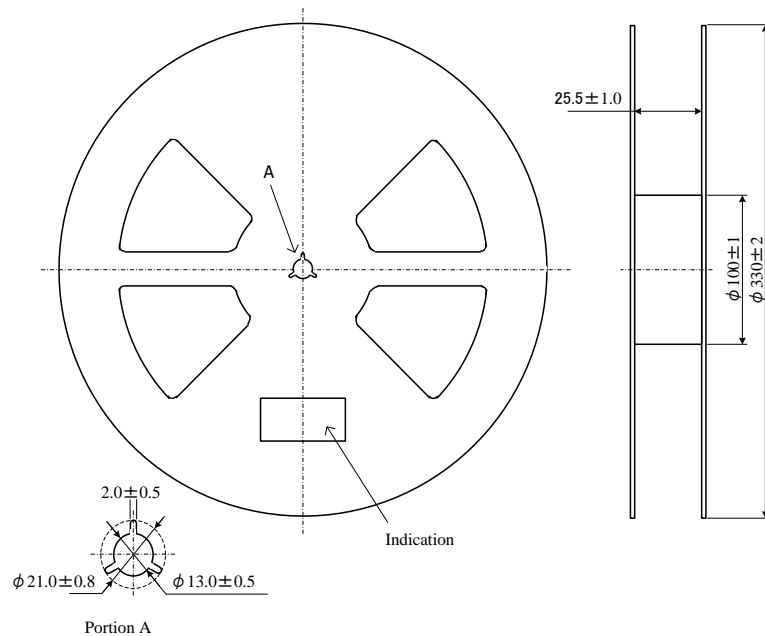 A
25.5±1.0
φ100±1
φ330±2
2.0±0.5
Indication
φ21.0±0.8
φ13.0±0.5
Portion A